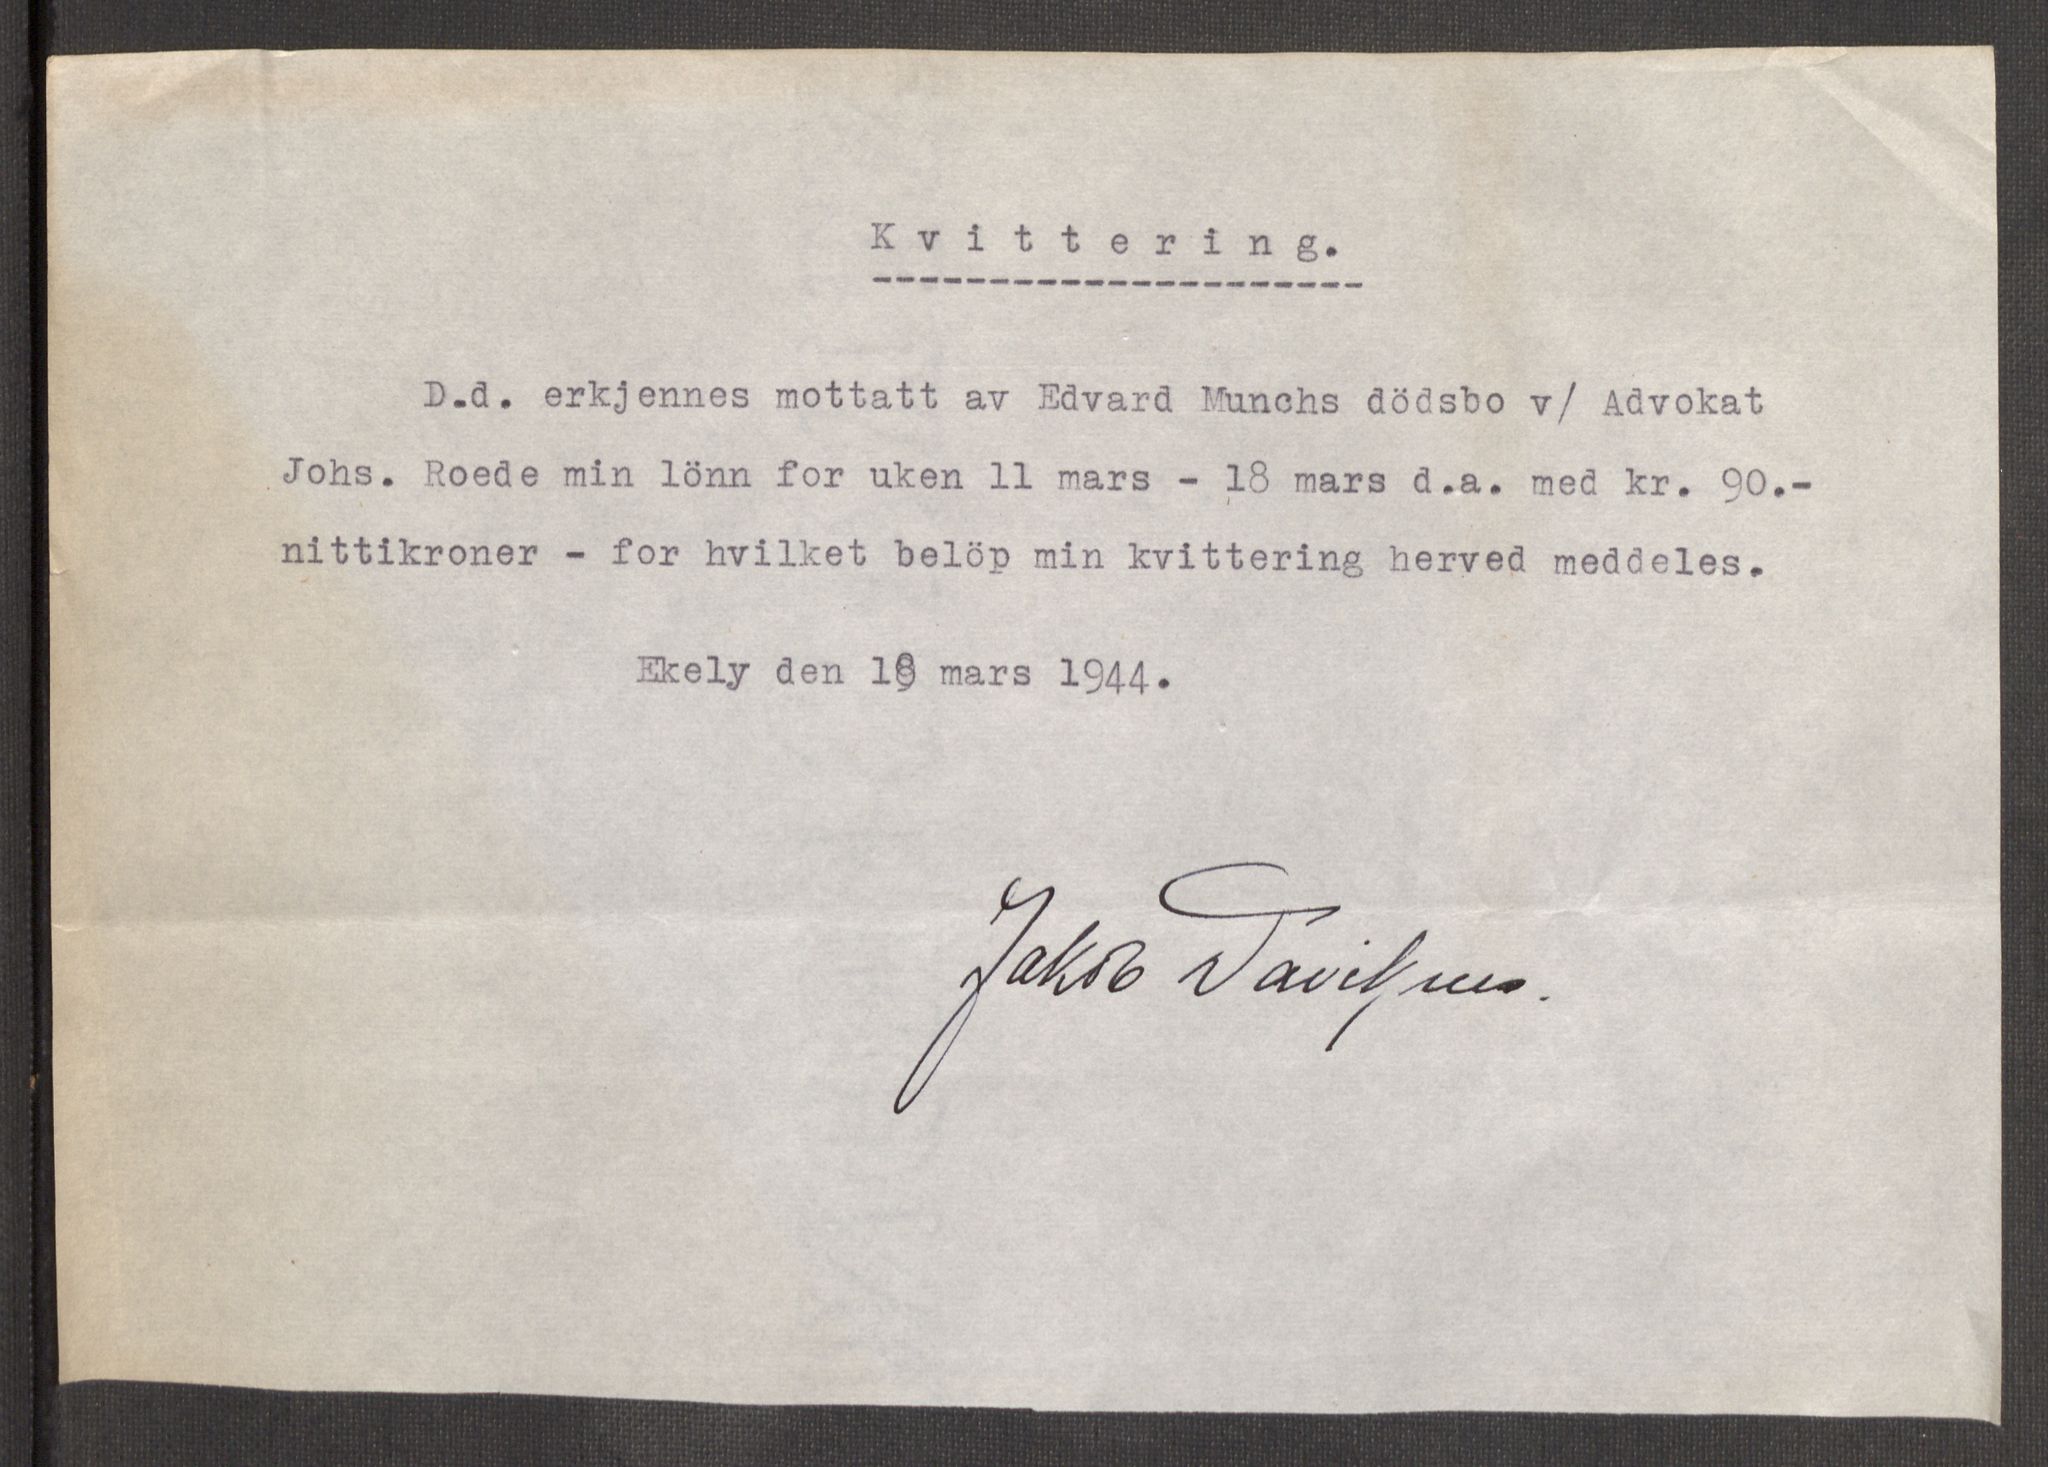 Kvittering.
D.d. erkjennes mottatt av Edvard Munchs dödsbo v/ Advokat
Johs. Roede min lönn for uken 11 mars - 18 mars d.a. med kr. 90.-
nittikroner - for hvilket belöp min kvittering herved meddeles.
Ekely den 18 mars 1944.
Jakob